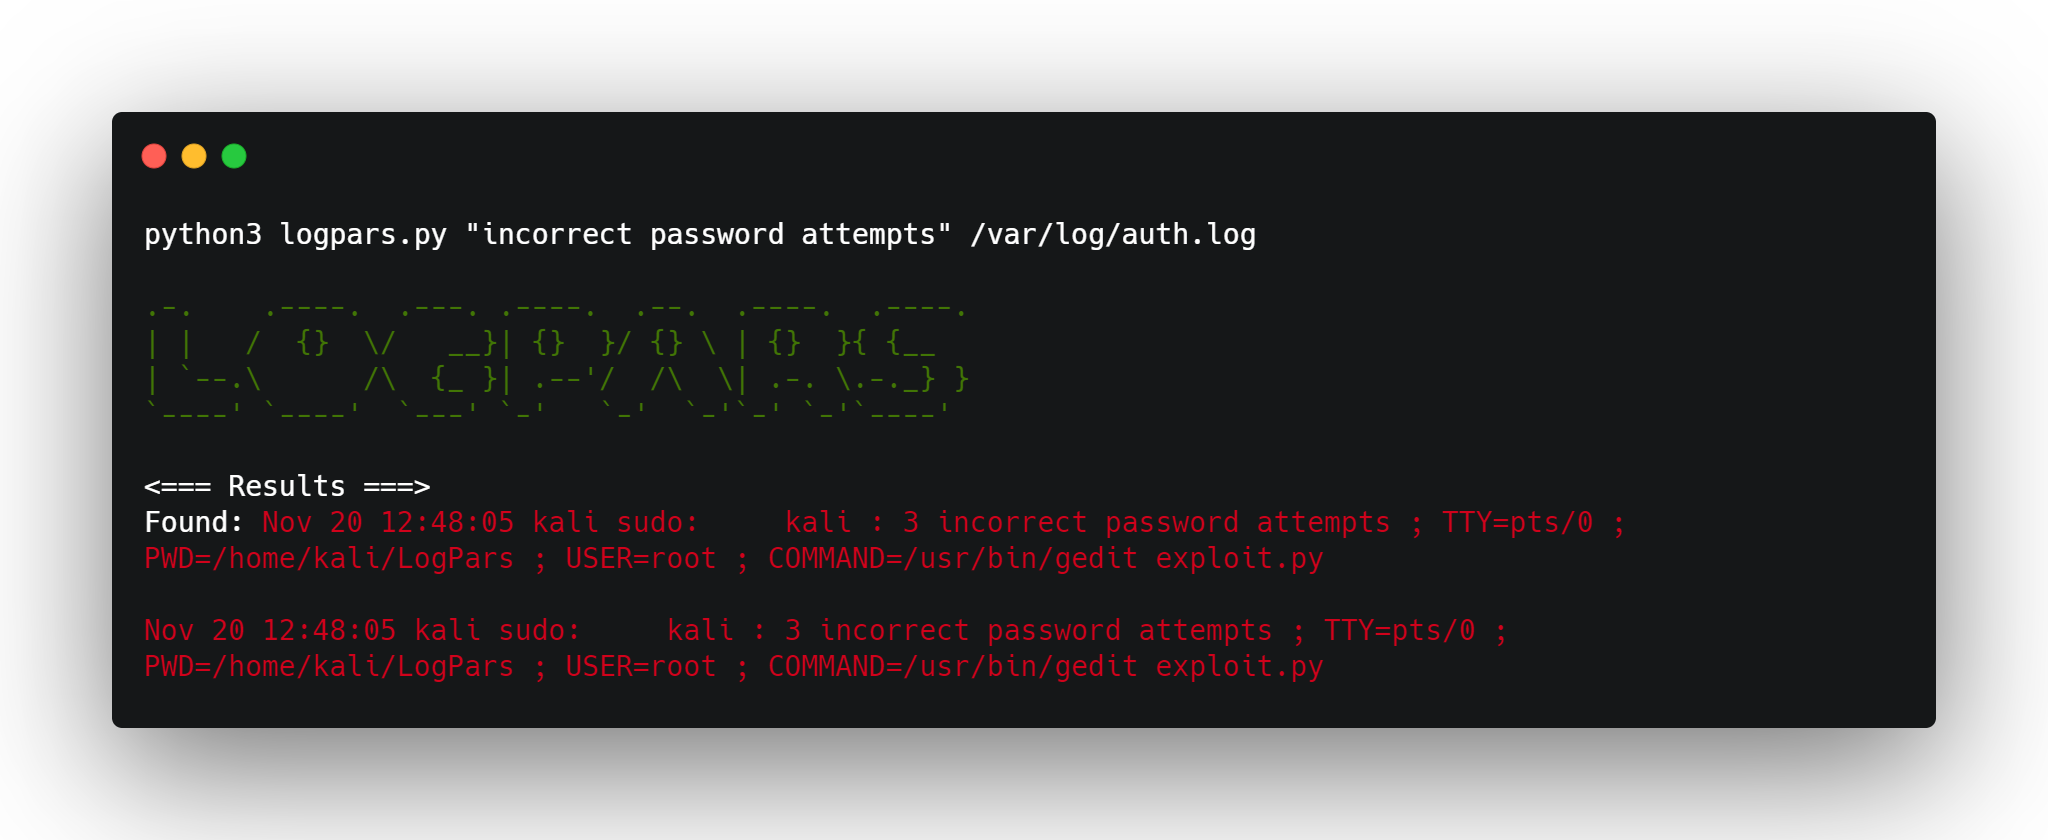 python3 logpars.py "incorrect password attempts" /var/log/auth.log
.-.    .----.  .---. .----.  .--.  .----.  .----.
| |   /  {}  \/   __}| {}  }/ {} \ | {}  }{ {__
| `--.\      /\  {_ }| .--'/  /\  \| .-. \.-._} }
`----' `----'  `---' `-'   `-'  `-'`-' `-'`----'
<=== Results ===>
Found: Nov 20 12:48:05 kali sudo:     kali : 3 incorrect password attempts ; TTY=pts/0 ;
PWD=/home/kali/LogPars ; USER=root ; COMMAND=/usr/bin/gedit exploit.py
Nov 20 12:48:05 kali sudo:     kali : 3 incorrect password attempts ; TTY=pts/0 ;
PWD=/home/kali/LogPars ; USER=root ; COMMAND=/usr/bin/gedit exploit.py